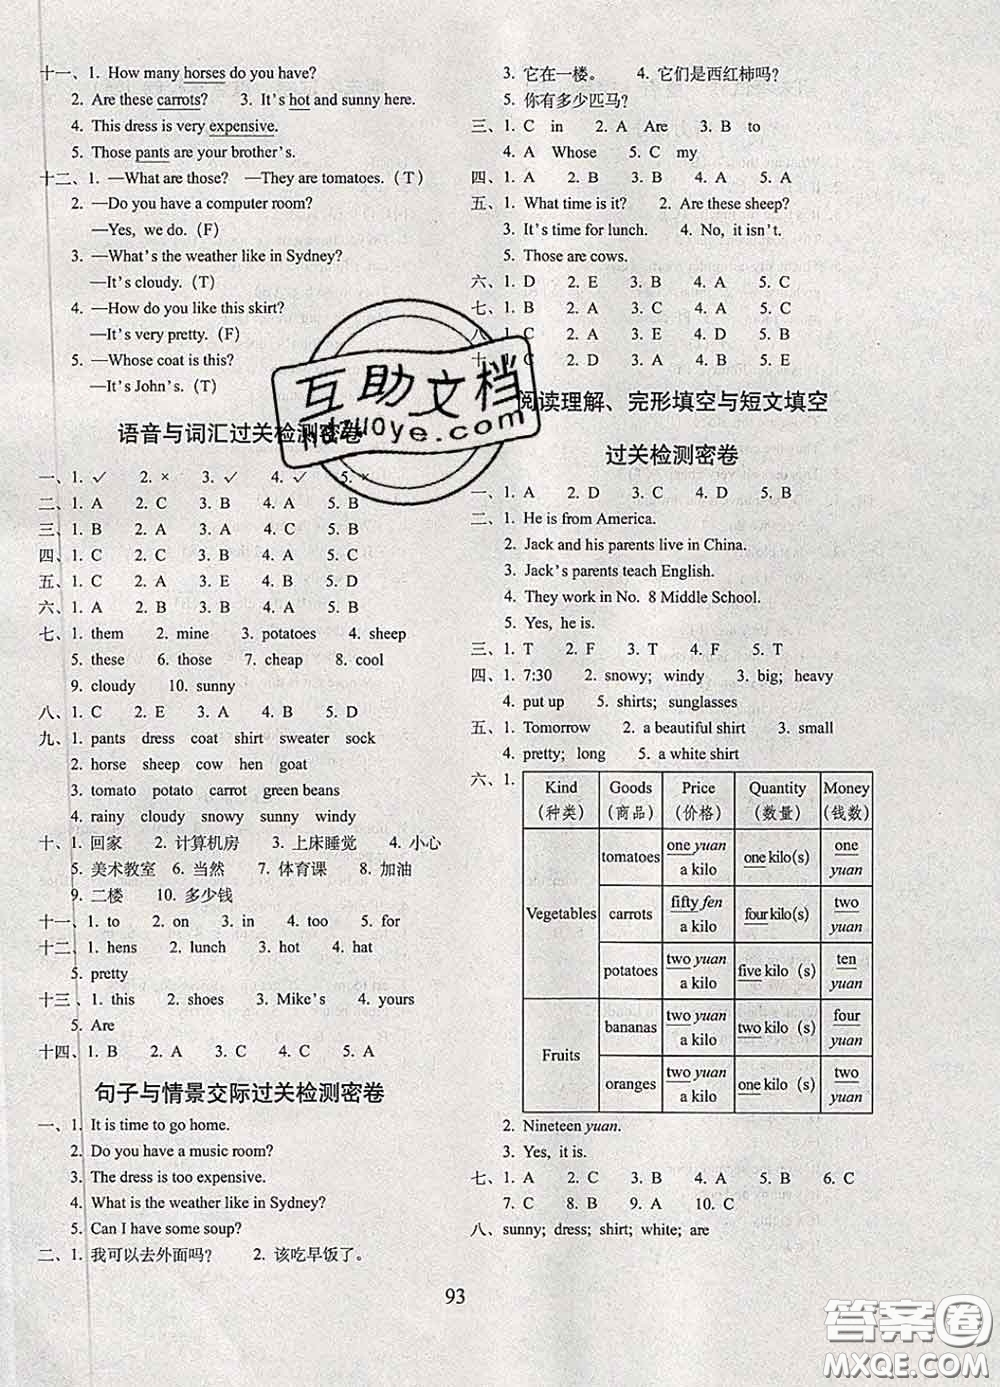 十一、1. How many horses do you have?
2. Are these carrots?  3. It's hot and sunny here.
4. This dress is very expensive.
5. Those pants are your brother's.
十二、1. —What are those?  —They are tomatoes. (T)
2. —Do you have a computer room?
—Yes, we do. (F)
3. —What's the weather like in Sydney?
—It's cloudy. (T)
4. —How do you like this skirt?
—It's very pretty. (F)
5. —Whose coat is this?
—It's John's. (T)
语音与词汇过关检测密卷
一、1. ✓  2. ×  3. ✓  4. ✓  5. ×
二、1. A  2. C  3. B  4. A  5. B
三、1. B  2. A  3. A  4. C  5. B
四、1. C  2. C  3. B  4. A  5. B
五、1. C  2. A  3. E  4. B  5. D
六、1. A  2. B  3. B  4. A  5. B
七、1. them  2. mine  3. potatoes  4. sheep
5. these  6. those  7. cheap  8. cool
9. cloudy  10. sunny
八、1. C  2. E  3. A  4. B  5. D
九、1. pants dress coat shirt sweater sock
2. horse sheep cow hen goat
3. tomato potato carrot green beans
4. rainy cloudy snowy sunny windy
十、1. 回家  2. 计算机房  3. 上床睡觉  4. 小心
5. 美术教室  6. 当然  7. 体育课  8. 加油
9. 二楼  10. 多少钱
十一、1. to  2. on  3. in  4. too  5. for
十二、1. hens  2. lunch  3. hot  4. hat
5. pretty
十三、1. this  2. shoes  3. Mike's  4. yours
5. Are
十四、1. B  2. A  3. C  4. C  5. A
句子与情景交际过关检测密卷
一、1. It is time to go home.
2. Do you have a music room?
3. The dress is too expensive.
4. What is the weather like in Sydney?
5. Can I have some soup?
二、1. 我可以去外面吗?  2. 该吃早饭了。
3. 它在一楼。  4. 它们是西红柿吗?
5. 你有多少匹马?
三、1. C in  2. A Are  3. B to
4. A Whose  5. C my
四、1. A  2. B  3. B  4. A  5. A
五、1. What time is it?  2. Are these sheep?
3. It's time for lunch.  4. No, it isn't.
5. Those are cows.
六、1. D  2. E  3. B  4. A  5. C
七、1. B  2. A  3. C  4. A  5. C
八、1. C  2. A  3. E  4. D  5. B
C  2. D  3. A  4. B  5. E
阅读理解、完形填空与短文填空
过关检测密卷
一、1. A  2. D  3. C  4. D  5. B
二、1. He is from America.
2. Jack and his parents live in China.
3. Jack's parents teach English.
4. They work in No. 8 Middle School.
5. Yes, he is.
三、1. T  2. F  3. F  4. F  5. T
四、1. 7:30  2. snowy; windy  3. big; heavy
4. put up  5. shirts; sunglasses
五、1. Tomorrow  2. a beautiful shirt  3. small
4. pretty; long  5. a white shirt
六、1.
Kind Goods Price Quantity Money
(种类) (商品) (价格) (数量) (钱数)
Vegetables tomatoes one yuan a kilo one kilo(s) one yuan
carrots fifty fen a kilo four kilo(s) two yuan
potatoes two yuan a kilo five kilo (s) ten yuan
Fruits bananas two yuan a kilo two kilo(s) four yuan
oranges two yuan a kilo one kilo(s) two yuan
2. Nineteen yuan.
3. Yes, it is.
七、1. A  2. C  3. B  4. A  5. B  6. C
7. C  8. B  9. A  10. C
八、sunny; dress; shirt; white; are
93
互助文档
hdzuoye.com
答案圈
MXQE.COM